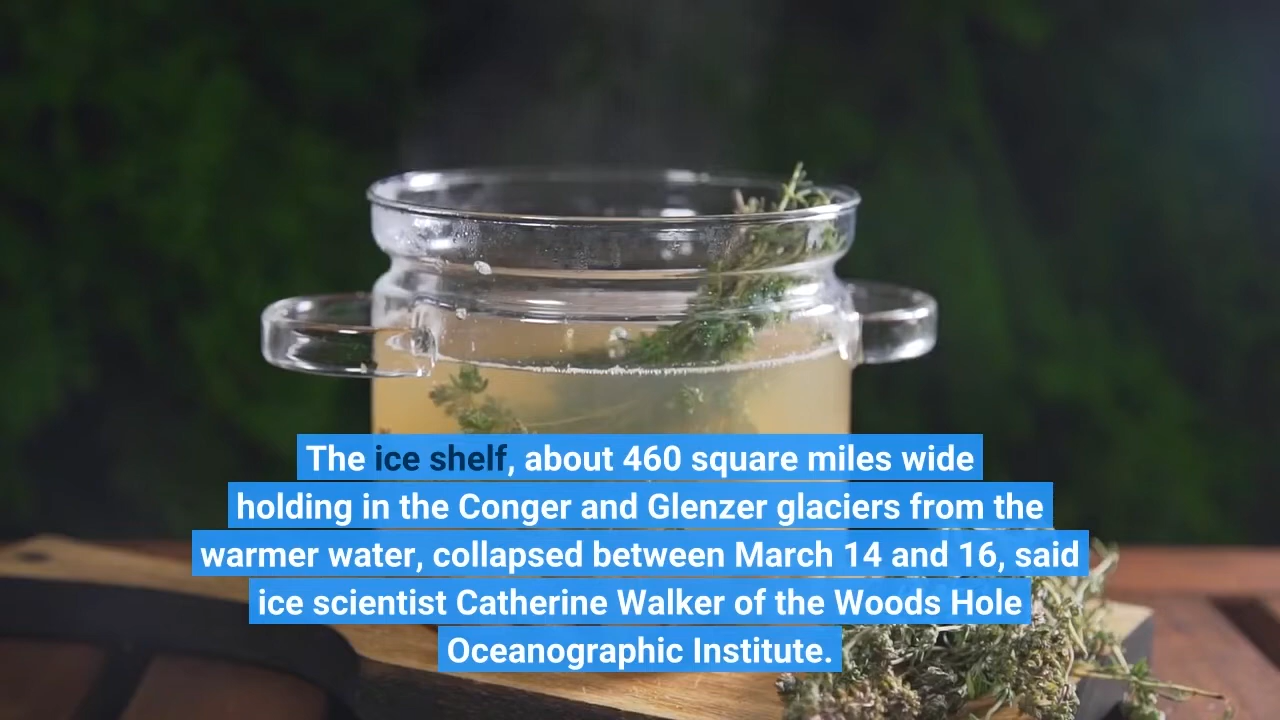 The ice shelf, about 460 square miles wide
holding in the Conger and Glenzer glaciers from the
warmer water, collapsed between March 14 and 16, said
ice scientist Catherine Walker of the Woods Hole
Oceanographic Institute.